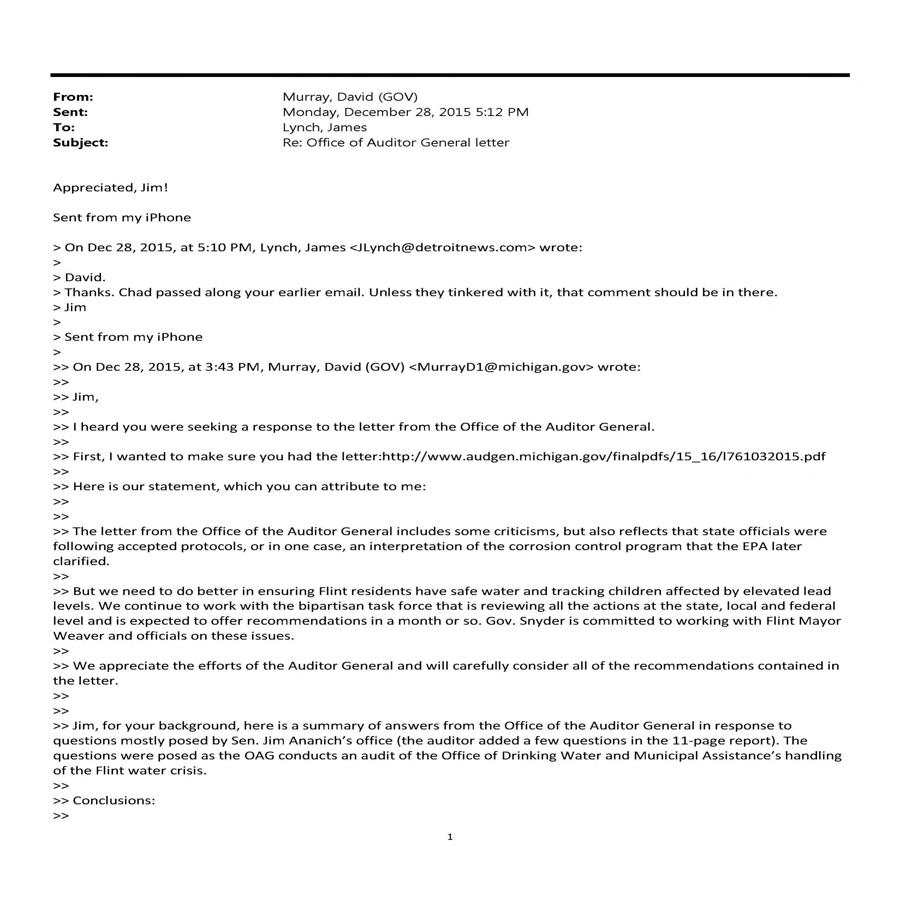 From: Murray, David (GOV)
Sent: Monday, December 28, 2015 5:12 PM
To: Lynch, James
Subject: Re: Office of Auditor General letter
Appreciated, Jim!
Sent from my iPhone
> On Dec 28, 2015, at 5:10 PM, Lynch, James <JLynch@detroitnews.com> wrote:
>
> David.
> Thanks. Chad passed along your earlier email. Unless they tinkered with it, that comment should be in there.
> Jim
>
> Sent from my iPhone
>
>> On Dec 28, 2015, at 3:43 PM, Murray, David (GOV) <MurrayD1@michigan.gov> wrote:
>>
>> Jim,
>>
>> I heard you were seeking a response to the letter from the Office of the Auditor General.
>>
>> First, I wanted to make sure you had the letter:http://www.audgen.michigan.gov/finalpdfs/15_16/l761032015.pdf
>>
>> Here is our statement, which you can attribute to me:
>>
>>
>> The letter from the Office of the Auditor General includes some criticisms, but also reflects that state officials were
following accepted protocols, or in one case, an interpretation of the corrosion control program that the EPA later
clarified.
>>
>> But we need to do better in ensuring Flint residents have safe water and tracking children affected by elevated lead
levels. We continue to work with the bipartisan task force that is reviewing all the actions at the state, local and federal
level and is expected to offer recommendations in a month or so. Gov. Snyder is committed to working with Flint Mayor
Weaver and officials on these issues.
>>
>> We appreciate the efforts of the Auditor General and will carefully consider all of the recommendations contained in
the letter.
>>
>>
>> Jim, for your background, here is a summary of answers from the Office of the Auditor General in response to
questions mostly posed by Sen. Jim Ananich’s office (the auditor added a few questions in the 11-page report). The
questions were posed as the OAG conducts an audit of the Office of Drinking Water and Municipal Assistance’s handling
of the Flint water crisis.
>>
>> Conclusions:
>>
1